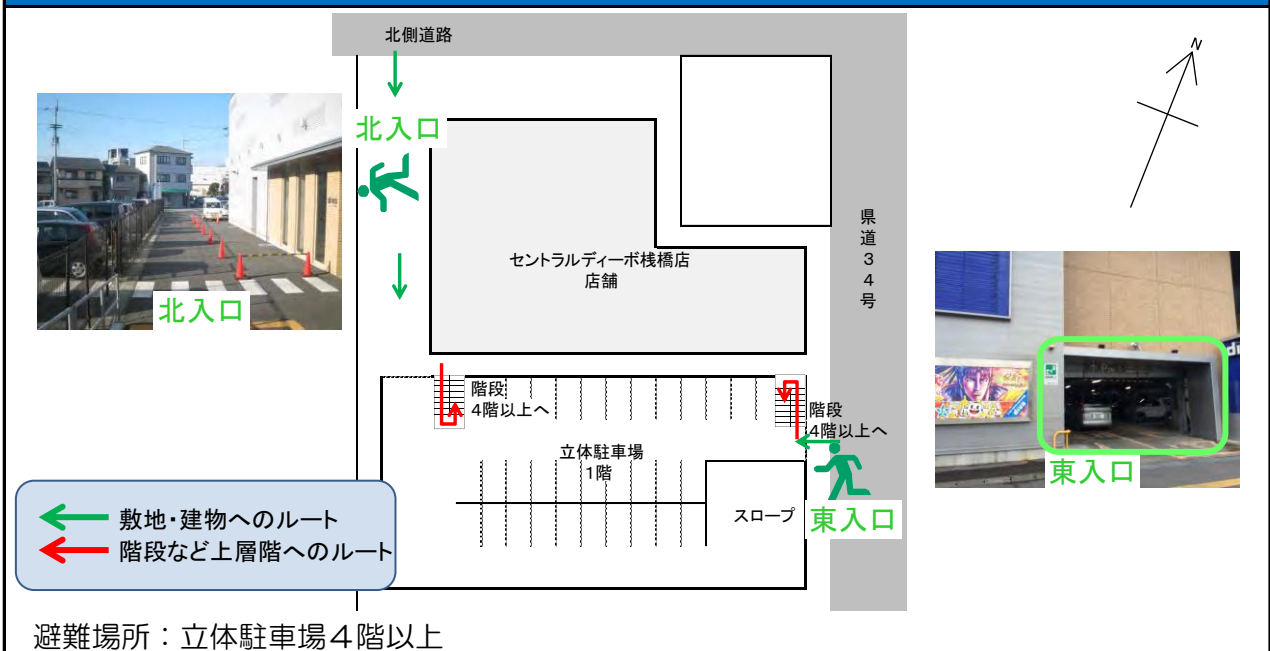 北側道路
N
北入口
北入口
県道34号
セントラルディーボ桟橋店
店舗
階段
4階以上へ
階段
4階以上へ
立体駐車場
1階
スロープ
東入口
東入口
敷地・建物へのルート
階段など上層階へのルート
避難場所：立体駐車場4階以上